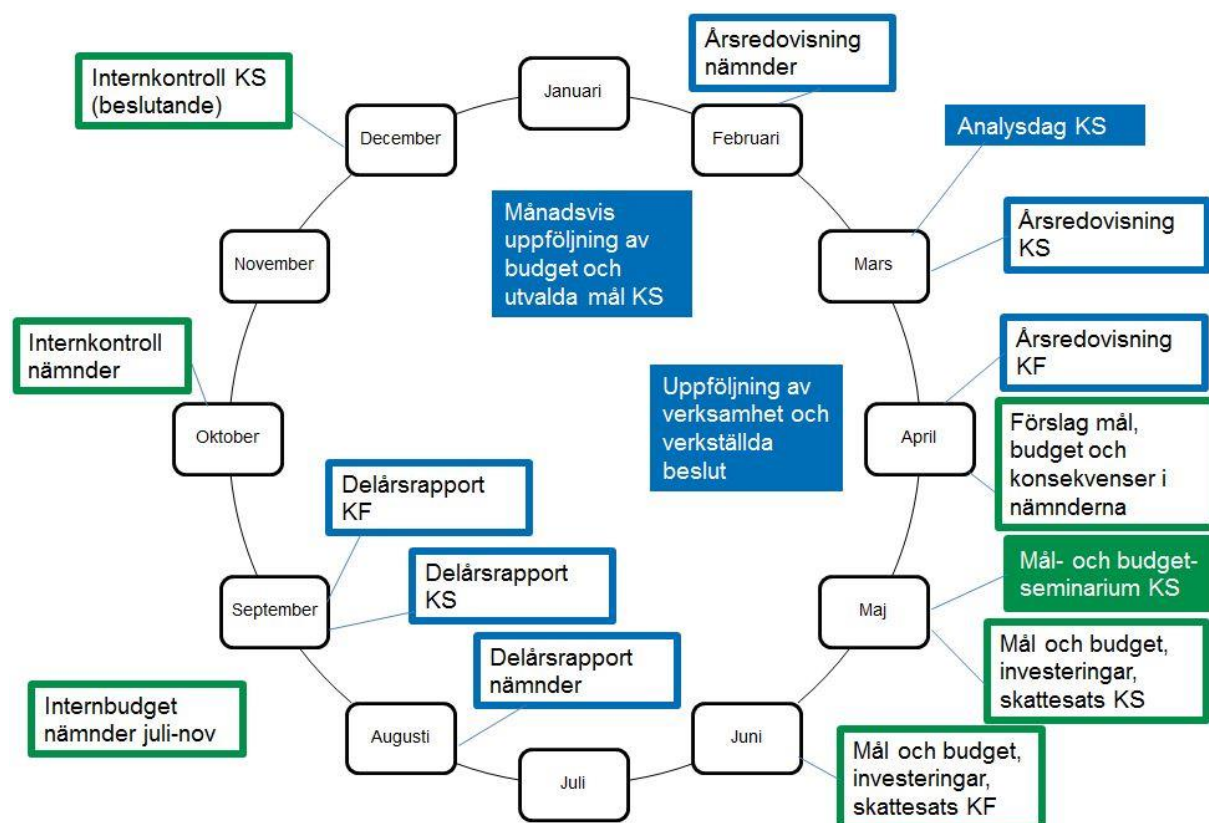 Januari
Februari
Årsredovisning
nämnder
Analysdag KS
Mars
Årsredovisning
KS
Årsredovisning
KF
April
Förslag mål,
budget och
konsekvenser i
nämnderna
Mål- och budget-
seminarium KS
Maj
Mål och budget,
investeringar,
skattesats KS
Juni
Mål och budget,
investeringar,
skattesats KF
Juli
Augusti
Delårsrapport
nämnder
September
Delårsrapport
KS
Delårsrapport
KF
Internbudget
nämnder juli-nov
Oktober
Internkontroll
nämnder
November
December
Internkontroll KS
(beslutande)
Månadsvis
uppföljning av
budget och
utvalda mål KS
Uppföljning av
verksamhet och
verkställda
beslut